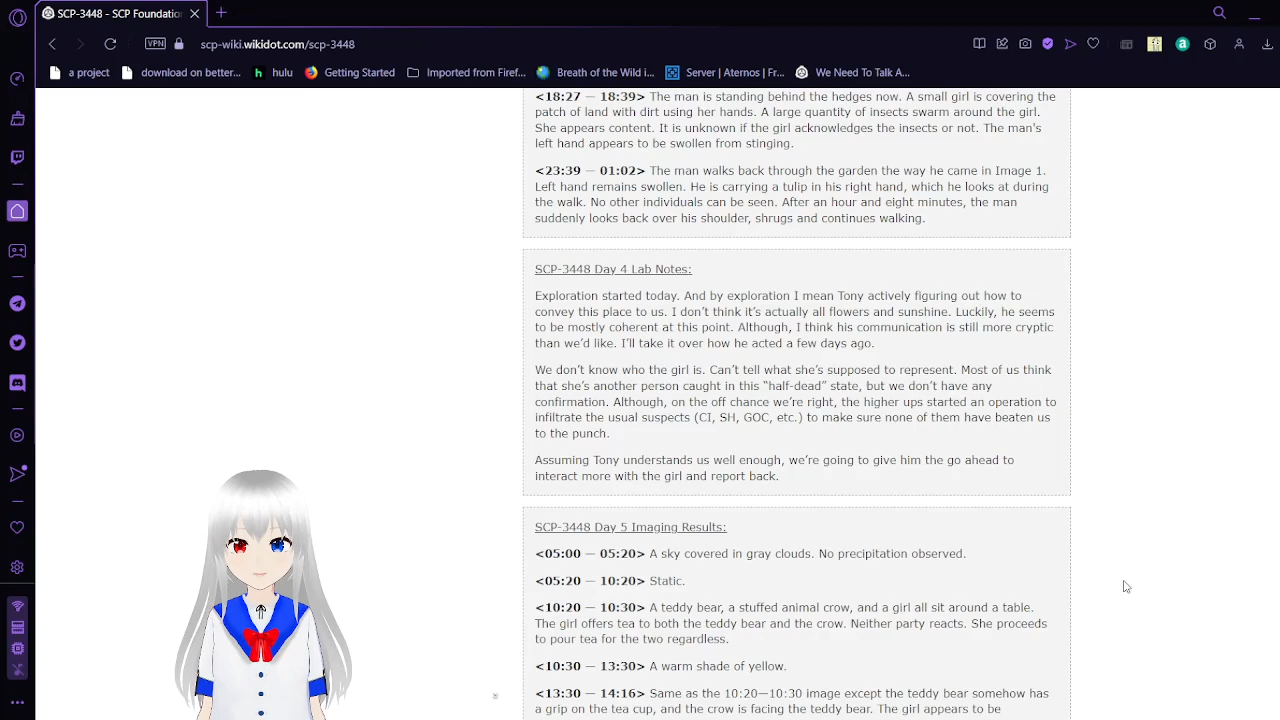 SCP-3448 - SCP Foundation
VPN
scp-wiki.wikidot.com/scp-3448
a project
download on better...
h hulu
Getting Started
Imported from Firef...
Breath of the Wild i...
Server | Aternos | Fr...
We Need To Talk A...
<18:27 — 18:39> The man is standing behind the hedges now. A small girl is covering the
patch of land with dirt using her hands. A large quantity of insects swarm around the girl.
She appears content. It is unknown if the girl acknowledges the insects or not. The man's
left hand appears to be swollen from stinging.
<23:39 — 01:02> The man walks back through the garden the way he came in Image 1.
Left hand remains swollen. He is carrying a tulip in his right hand, which he looks at during
the walk. No other individuals can be seen. After an hour and eight minutes, the man
suddenly looks back over his shoulder, shrugs and continues walking.
SCP-3448 Day 4 Lab Notes:
Exploration started today. And by exploration I mean Tony actively figuring out how to
convey this place to us. I don't think it's actually all flowers and sunshine. Luckily, he seems
to be mostly coherent at this point. Although, I think his communication is still more cryptic
than we'd like. I'll take it over how he acted a few days ago.
We don't know who the girl is. Can't tell what she's supposed to represent. Most of us think
that she's another person caught in this “half-dead” state, but we don't have any
confirmation. Although, on the off chance we're right, the higher ups started an operation to
infiltrate the usual suspects (CI, SH, GOC, etc.) to make sure none of them have beaten us
to the punch.
Assuming Tony understands us well enough, we're going to give him the go ahead to
interact more with the girl and report back.
SCP-3448 Day 5 Imaging Results:
<05:00 — 05:20> A sky covered in gray clouds. No precipitation observed.
<05:20 — 10:20> Static.
<10:20 — 10:30> A teddy bear, a stuffed animal crow, and a girl all sit around a table.
The girl offers tea to both the teddy bear and the crow. Neither party reacts. She proceeds
to pour tea for the two regardless.
<10:30 — 13:30> A warm shade of yellow.
<13:30 — 14:16> Same as the 10:20—10:30 image except the teddy bear somehow has
a grip on the tea cup, and the crow is facing the teddy bear. The girl appears to be